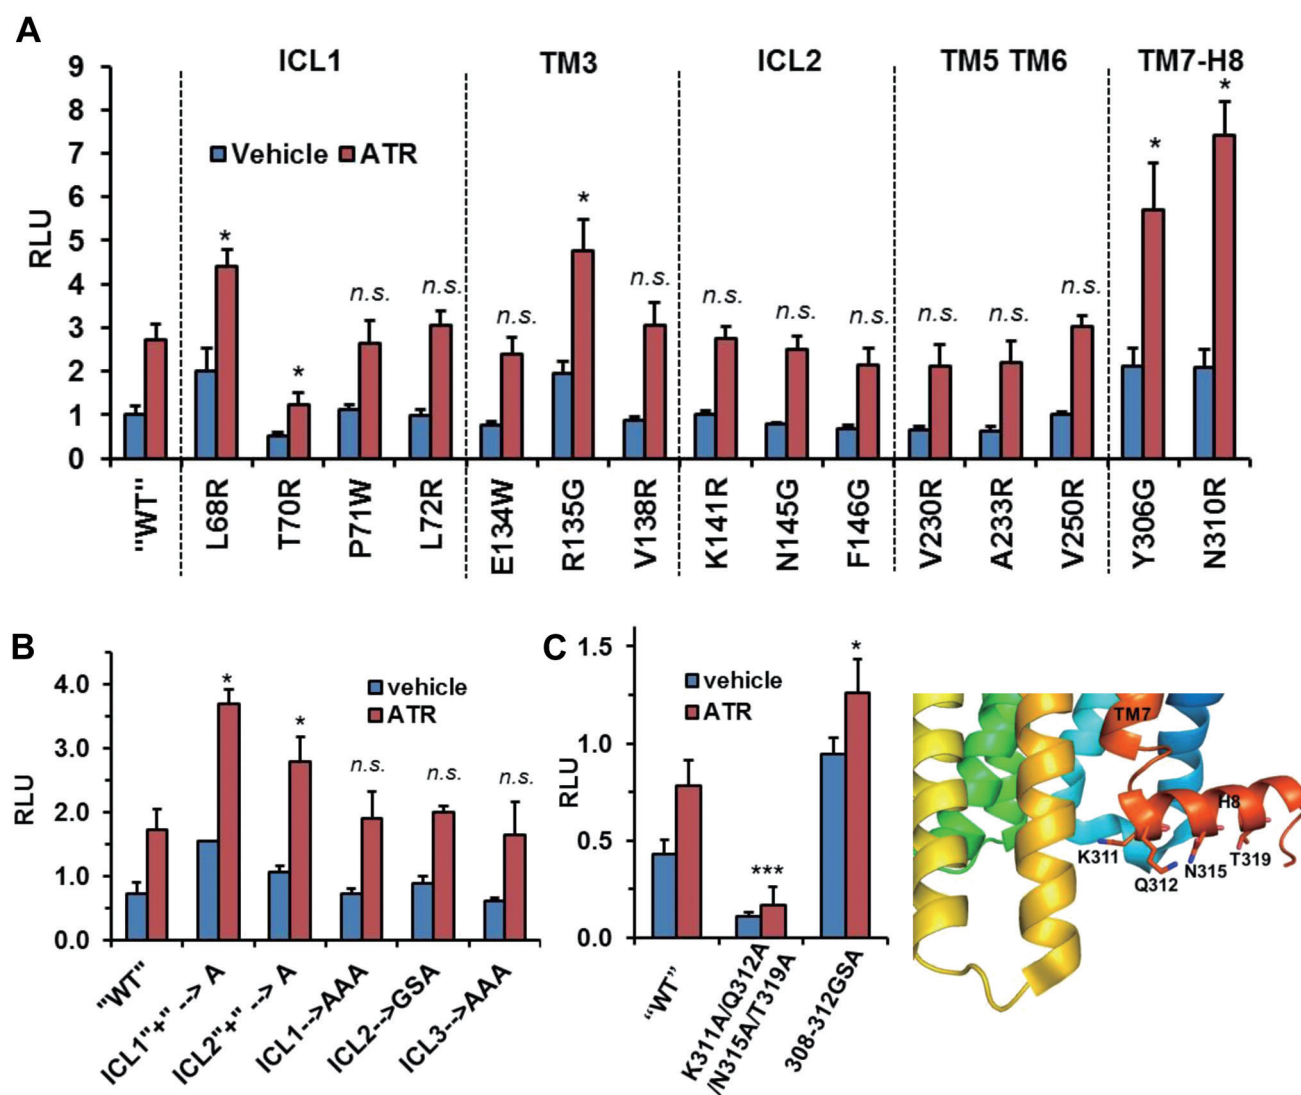 A
ICL1
TM3
ICL2
TM5 TM6
TM7-H8
9
8
7
6
5
4
3
2
1
0
RLU
Vehicle
ATR
*
*
n.s.
n.s.
n.s.
*
n.s.
n.s.
n.s.
n.s.
n.s.
n.s.
n.s.
*
*
"WT"
L68R
T70R
P71W
L72R
E134W
R135G
V138R
K141R
N145G
F146G
V230R
A233R
V250R
Y306G
N310R
B
4.0
3.0
2.0
1.0
0.0
RLU
vehicle
ATR
*
*
n.s.
n.s.
n.s.
"WT"
ICL1"+" --> A
ICL2"+" --> A
ICL1-->AAA
ICL2-->GSA
ICL3-->AAA
C
1.5
1.0
0.5
0.0
RLU
vehicle
ATR
***
*
“WT”
K311A/Q312A
/N315A/T319A
308-312GSA
TM7
H8
K311
Q312
N315
T319